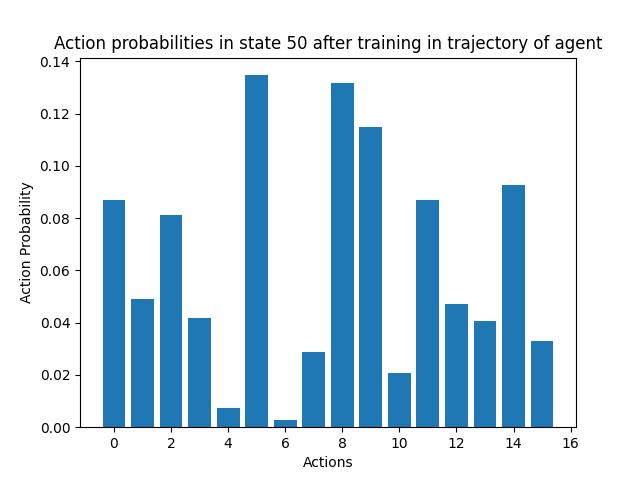 Action probabilities in state 50 after training in trajectory of agent
0.14
0.12
0.10
0.08
0.06
0.04
0.02
0.00
Action Probability
0 2 4 6 8 10 12 14 16
Actions